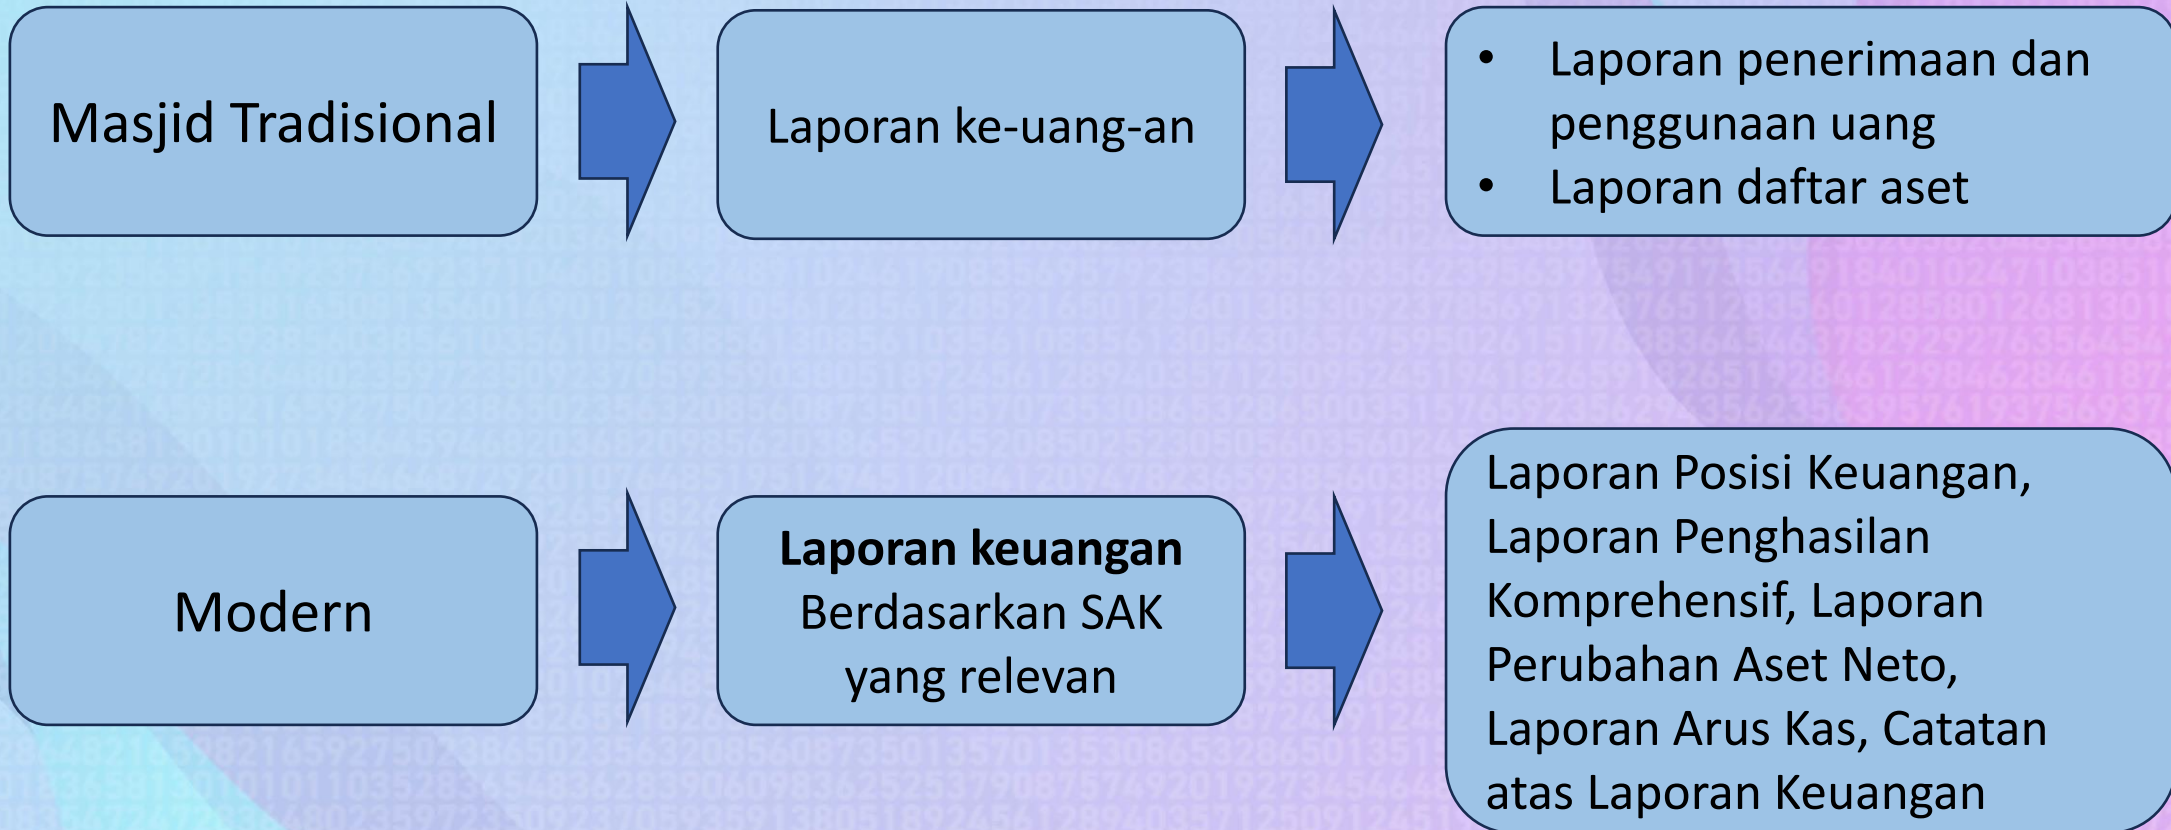 Masjid Tradisional
Laporan ke-uang-an
• Laporan penerimaan dan
penggunaan uang
• Laporan daftar aset
Modern
Laporan keuangan
Berdasarkan SAK
yang relevan
Laporan Posisi Keuangan,
Laporan Penghasilan
Komprehensif, Laporan
Perubahan Aset Neto,
Laporan Arus Kas, Catatan
atas Laporan Keuangan